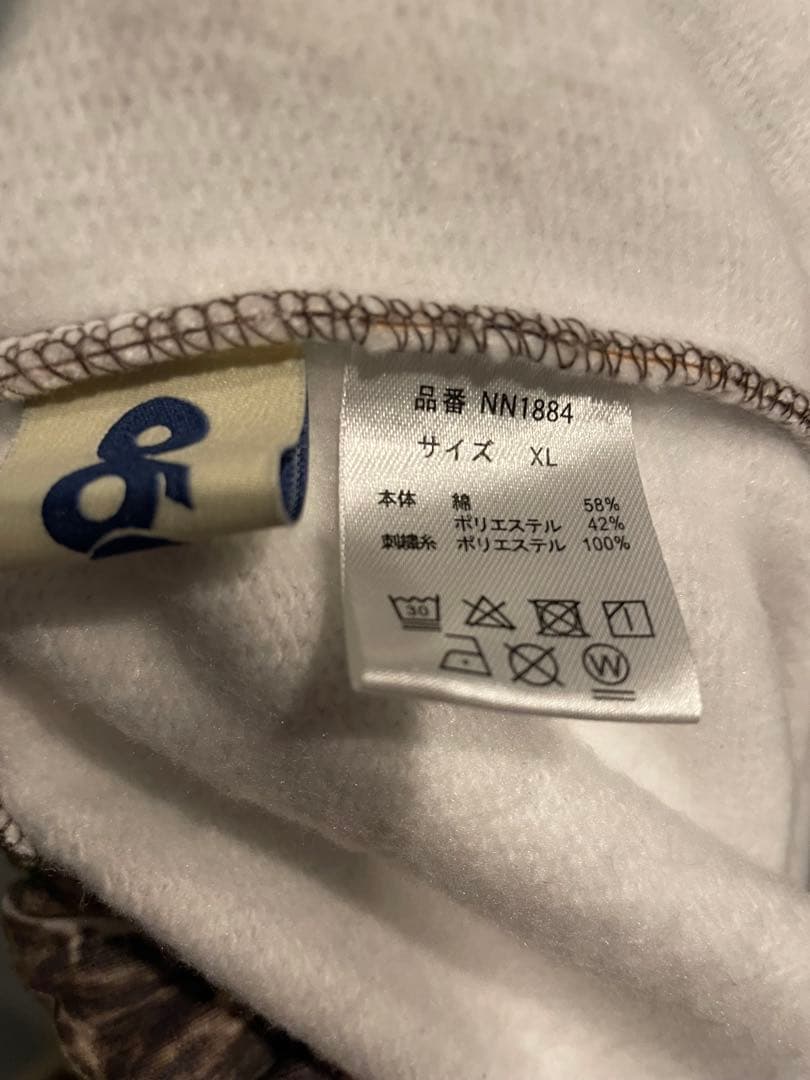 品番 NN1884
サイズ XL
本体 綿 58%
ポリエステル 42%
刺繍糸 ポリエステル 100%
30
W